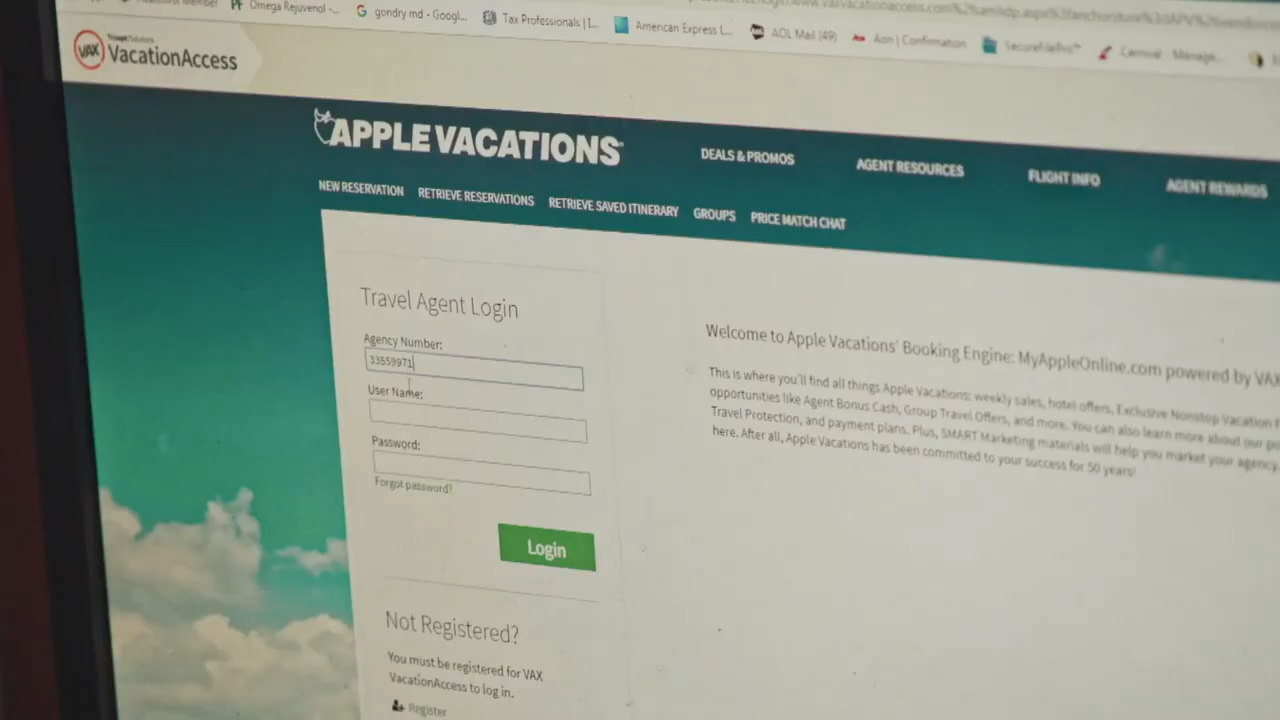 Omega Rejuvenol -...
gondry md - Googl...
Tax Professionals | I...
American Express L...
AOL Mail (49)
Aon | Confirmation
SecureFilePro™
Carnival - Manage...
VAX VacationAccess
APPLE VACATIONS
DEALS & PROMOS
AGENT RESOURCES
FLIGHT INFO
AGENT REWARDS
NEW RESERVATION
RETRIEVE RESERVATIONS
RETRIEVE SAVED ITINERARY
GROUPS
PRICE MATCH CHAT
Travel Agent Login
Agency Number:
33559971
User Name:
Password:
Forgot password?
Login
Not Registered?
You must be registered for VAX
VacationAccess to log in.
Register
Welcome to Apple Vacations' Booking Engine: MyAppleOnline.com powered by VAX
This is where you'll find all things Apple Vacations: weekly sales, hotel offers, Exclusive Nonstop Vacation
opportunities like Agent Bonus Cash, Group Travel Offers, and more. You can also learn more about our
Travel Protection, and payment plans. Plus, SMART Marketing materials will help you market your agency
here. After all, Apple Vacations has been committed to your success for 50 years!